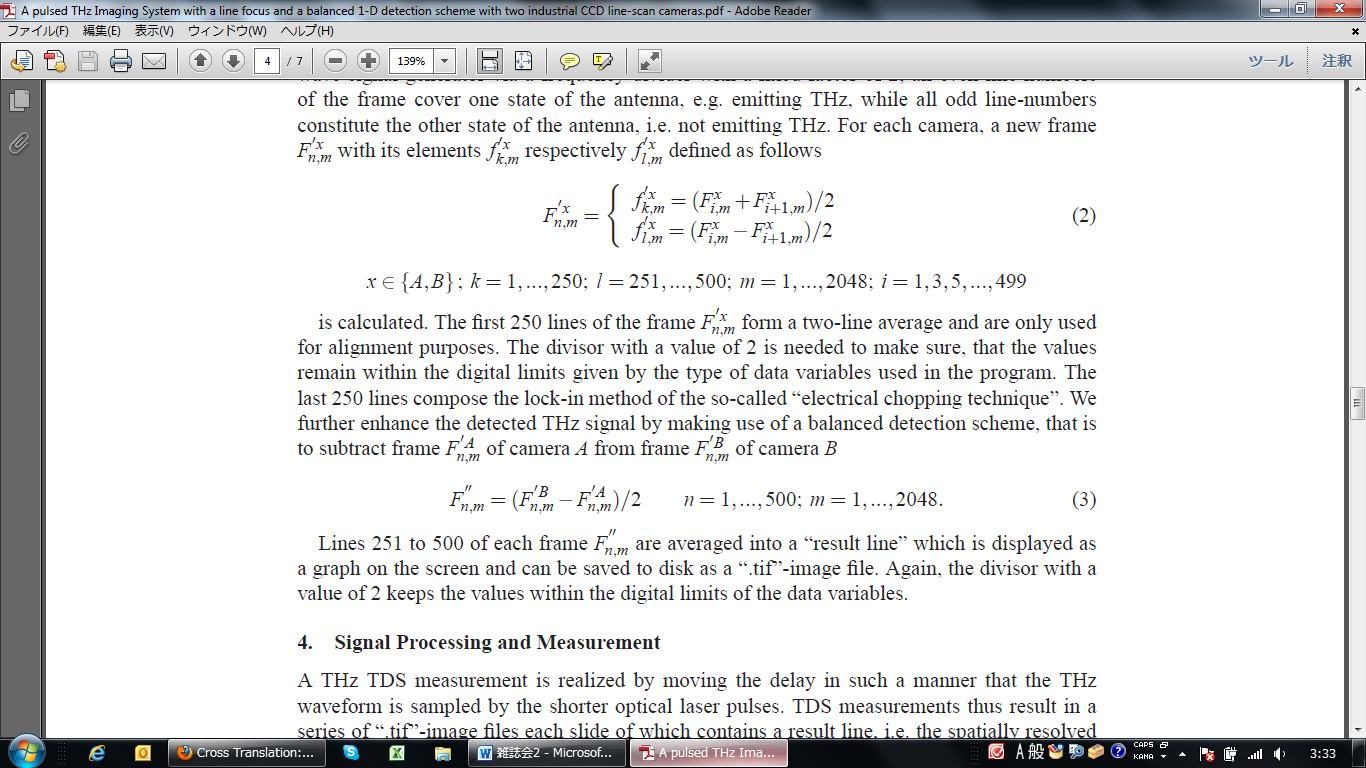 A pulsed THz Imaging System with a line focus and a balanced 1-D detection scheme with two industrial CCD line-scan cameras.pdf - Adobe Reader
ファイル(F) 編集(E) 表示(V) ウィンドウ(W) ヘルプ(H)
4 / 7 139% ツール 注釈
of the frame cover one state of the antenna, e.g. emitting THz, while all odd line-numbers
constitute the other state of the antenna, i.e. not emitting THz. For each camera, a new frame
F′ˣₙ,ₘ with its elements f′ˣₖ,ₘ respectively f′ˣₗ,ₘ defined as follows
F′ˣₙ,ₘ = { f′ˣₖ,ₘ = (Fˣᵢ,ₘ + Fˣᵢ₊₁,ₘ)/2
f′ˣₗ,ₘ = (Fˣᵢ,ₘ − Fˣᵢ₊₁,ₘ)/2 (2)
x ∈ {A,B}; k = 1,...,250; l = 251,...,500; m = 1,...,2048; i = 1,3,5,...,499
is calculated. The first 250 lines of the frame F′ˣₙ,ₘ form a two-line average and are only used
for alignment purposes. The divisor with a value of 2 is needed to make sure, that the values
remain within the digital limits given by the type of data variables used in the program. The
last 250 lines compose the lock-in method of the so-called “electrical chopping technique”. We
further enhance the detected THz signal by making use of a balanced detection scheme, that is
to subtract frame F′ᴬₙ,ₘ of camera A from frame F′ᴮₙ,ₘ of camera B
F″ₙ,ₘ = (F′ᴮₙ,ₘ − F′ᴬₙ,ₘ)/2 n = 1,...,500; m = 1,...,2048. (3)
Lines 251 to 500 of each frame F″ₙ,ₘ are averaged into a “result line” which is displayed as
a graph on the screen and can be saved to disk as a “.tif”-image file. Again, the divisor with a
value of 2 keeps the values within the digital limits of the data variables.
4. Signal Processing and Measurement
A THz TDS measurement is realized by moving the delay in such a manner that the THz
waveform is sampled by the shorter optical laser pulses. TDS measurements thus result in a
series of “.tif”-image files each slide of which contains a result line, i.e. the spatially resolved
Cross Translation:... 雑誌会2 - Microsof... A pulsed THz Ima... A 般 CAPS KANA 3:33